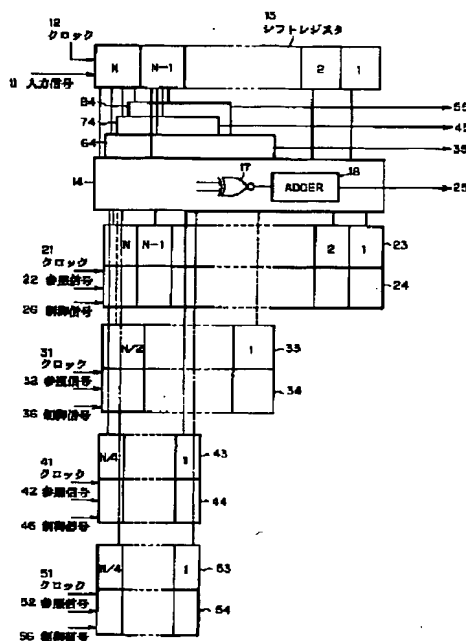 12
クロック
13
シフトレジスタ
11 入力信号
N N-1 2 1
84
74
64
55
45
35
14
17
18
ADDER
25
21
クロック
22 参照信号
26 制御信号
N N-1 2 1
23
24
31
クロック
32 参照信号
36 制御信号
N/2 1
33
34
41
クロック
42 参照信号
46 制御信号
N/4 1
43
44
51
クロック
52 参照信号
56 制御信号
N/4 1
53
54